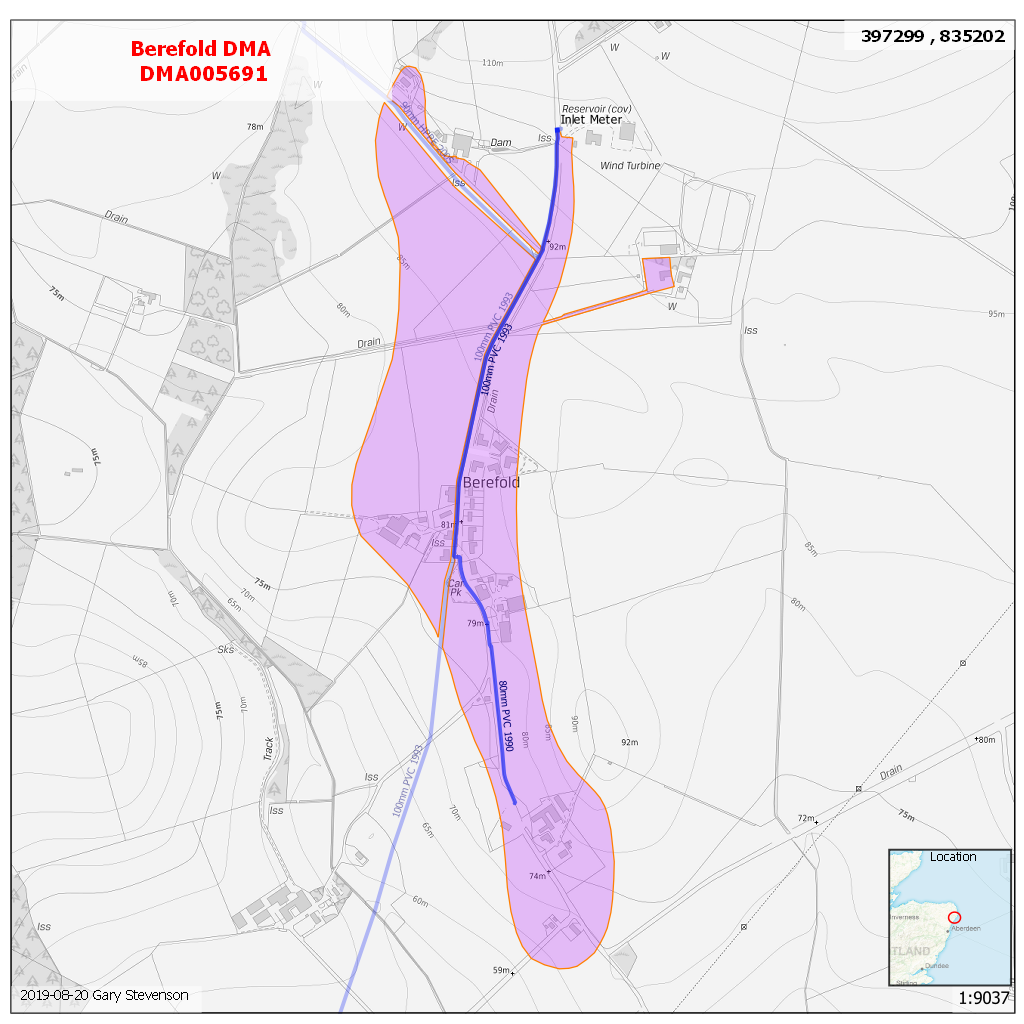 397299 , 835202
Berefold DMA
DMA005691
110m
W
W
W
Drain
W
90mm HPPE
W
Iss
Dam
Iss
Reservoir (cov)
Inlet Meter
Wind Turbine
78m
W
Drain
92m
85m
75m
80m
W
95m
Iss
Drain
100mm PVC 1993
100mm PVC 1993
Drain
75m
Berefold
81m
Iss
85m
75m
70m
70m
65m
Car
Pk
80m
79m
Sks
85m
75m
70m
80mm PVC 1990
80m
85m
90m
92m
80m
Track
Iss
Drain
100mm PVC 1993
Iss
70m
65m
72m
75m
74m
60m
Iss
59m
Location
Inverness
Aberdeen
TLAND
Dundee
Stirling
2019-08-20 Gary Stevenson
1:9037